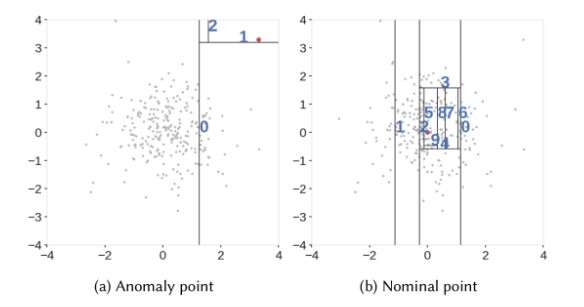 4 3 2 1 0 −1 −2 −3 −4
−4 −2 0 2 4
0 1 2
4 3 2 1 0 −1 −2 −3 −4
−4 −2 0 2 4
3
1 2 5 8 7 6 0
9 4
(a) Anomaly point
(b) Nominal point